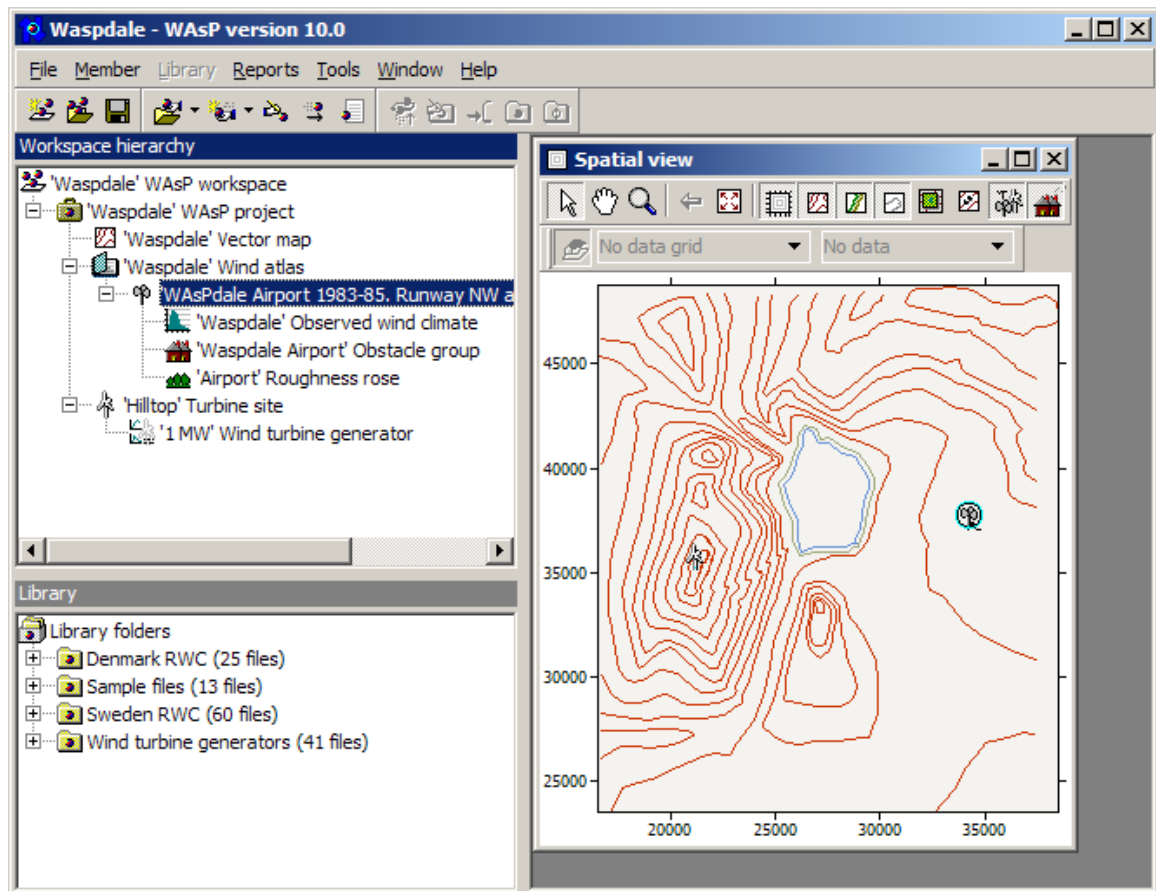 Waspdale - WAsP version 10.0
File Member Library Reports Tools Window Help
Workspace hierarchy
'Waspdale' WAsP workspace
'Waspdale' WAsP project
'Waspdale' Vector map
'Waspdale' Wind atlas
'WAsPdale Airport 1983-85. Runway NW a
'Waspdale' Observed wind climate
'Waspdale Airport' Obstacle group
'Airport' Roughness rose
'Hilltop' Turbine site
'1 MW' Wind turbine generator
Library
Library folders
Denmark RWC (25 files)
Sample files (13 files)
Sweden RWC (60 files)
Wind turbine generators (41 files)
Spatial view
No data grid No data
45000
40000
35000
30000
25000
20000 25000 30000 35000